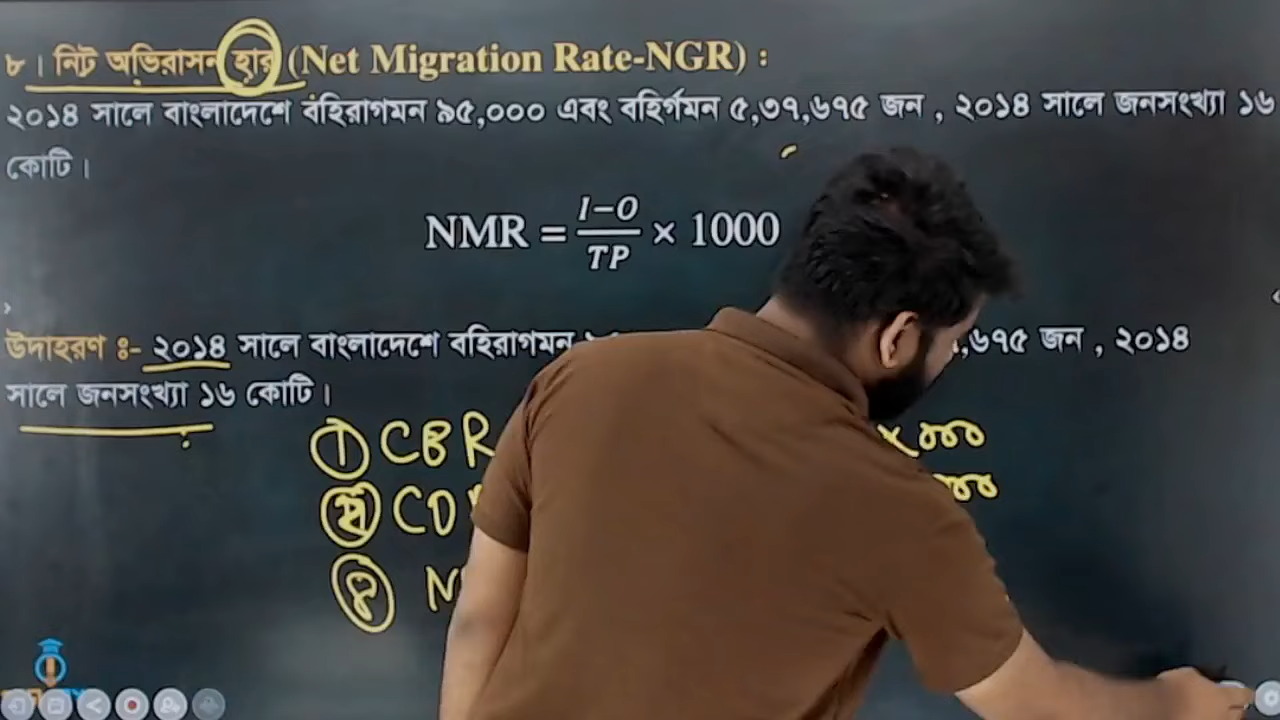 ৮। নিট অভিরাসন হার (Net Migration Rate-NGR) :
২০১৪ সালে বাংলাদেশে বহিরাগমন ৯৫,০০০ এবং বহির্গমন ৫,৩৭,৬৭৫ জন , ২০১৪ সালে জনসংখ্যা ১৬
কোটি।
NMR = I−O/TP × 1000
উদাহরণ ঃ- ২০১৪ সালে বাংলাদেশে বহিরাগমন ,৬৭৫ জন , ২০১৪
সালে জনসংখ্যা ১৬ কোটি।
① CBR
CD
N